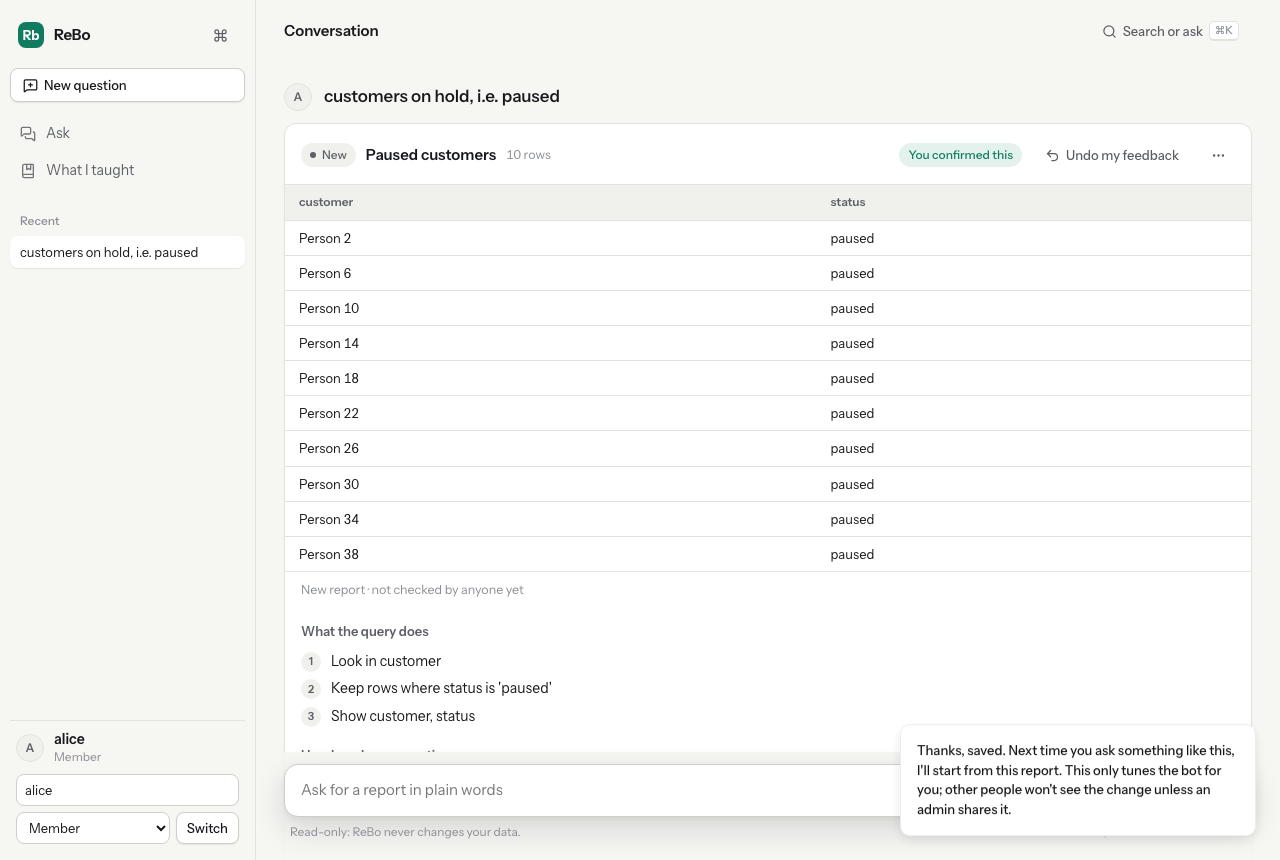 Rb ReBo ⌘
New question
Ask
What I taught
Recent
customers on hold, i.e. paused
A alice
Member
alice
Member Switch
Conversation
Search or ask ⌘K
A customers on hold, i.e. paused
New Paused customers 10 rows You confirmed this Undo my feedback ···
customer status
Person 2 paused
Person 6 paused
Person 10 paused
Person 14 paused
Person 18 paused
Person 22 paused
Person 26 paused
Person 30 paused
Person 34 paused
Person 38 paused
New report · not checked by anyone yet
What the query does
1 Look in customer
2 Keep rows where status is 'paused'
3 Show customer, status
Ask for a report in plain words
Read-only: ReBo never changes your data.
Thanks, saved. Next time you ask something like this,
I'll start from this report. This only tunes the bot for
you; other people won't see the change unless an
admin shares it.